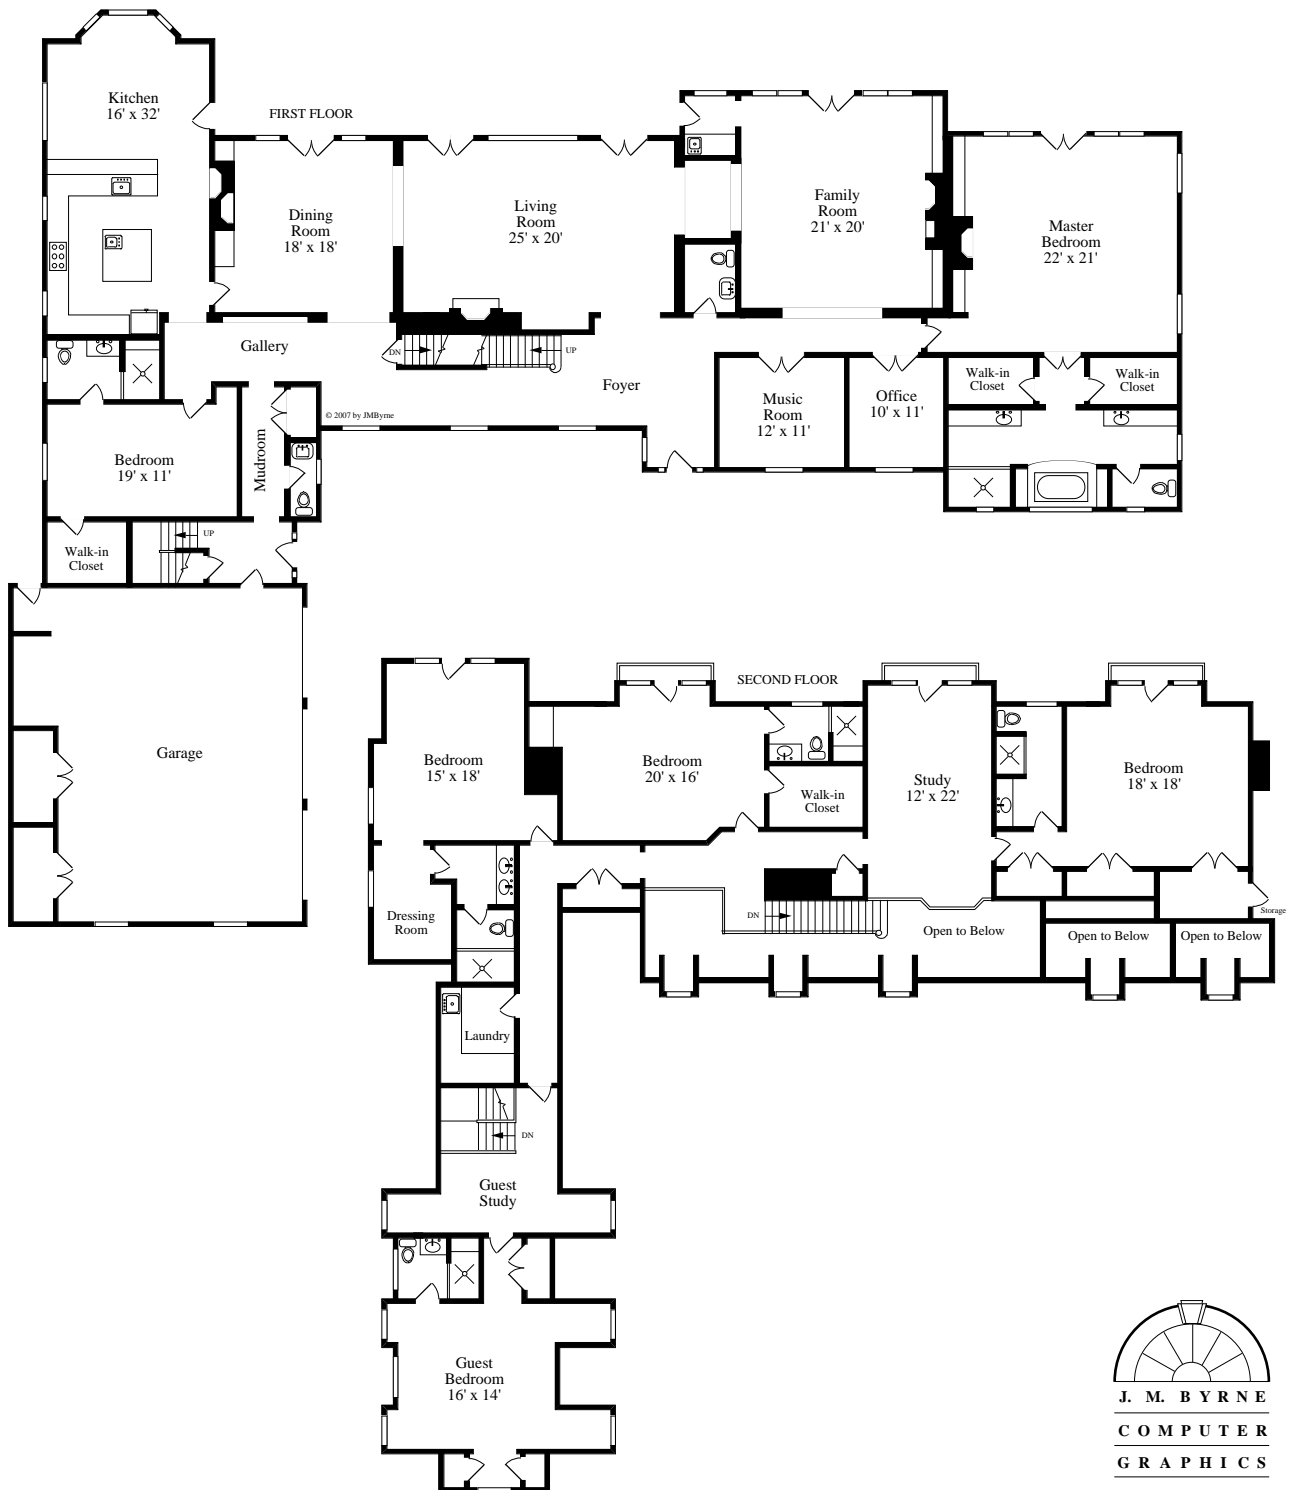 Kitchen
16' x 32'
FIRST FLOOR
Dining
Room
18' x 18'
Living
Room
25' x 20'
Family
Room
21' x 20'
Master
Bedroom
22' x 21'
Gallery
DN
UP
Foyer
© 2007 by JMByrne
Music
Room
12' x 11'
Office
10' x 11'
Walk-in
Closet
Walk-in
Closet
Bedroom
19' x 11'
Mudroom
Walk-in
Closet
UP
Garage
SECOND FLOOR
Bedroom
15' x 18'
Bedroom
20' x 16'
Walk-in
Closet
Study
12' x 22'
Bedroom
18' x 18'
Dressing
Room
DN
Open to Below
Open to Below
Open to Below
Storage
Laundry
DN
Guest
Study
Guest
Bedroom
16' x 14'
J. M. BYRNE
COMPUTER
GRAPHICS